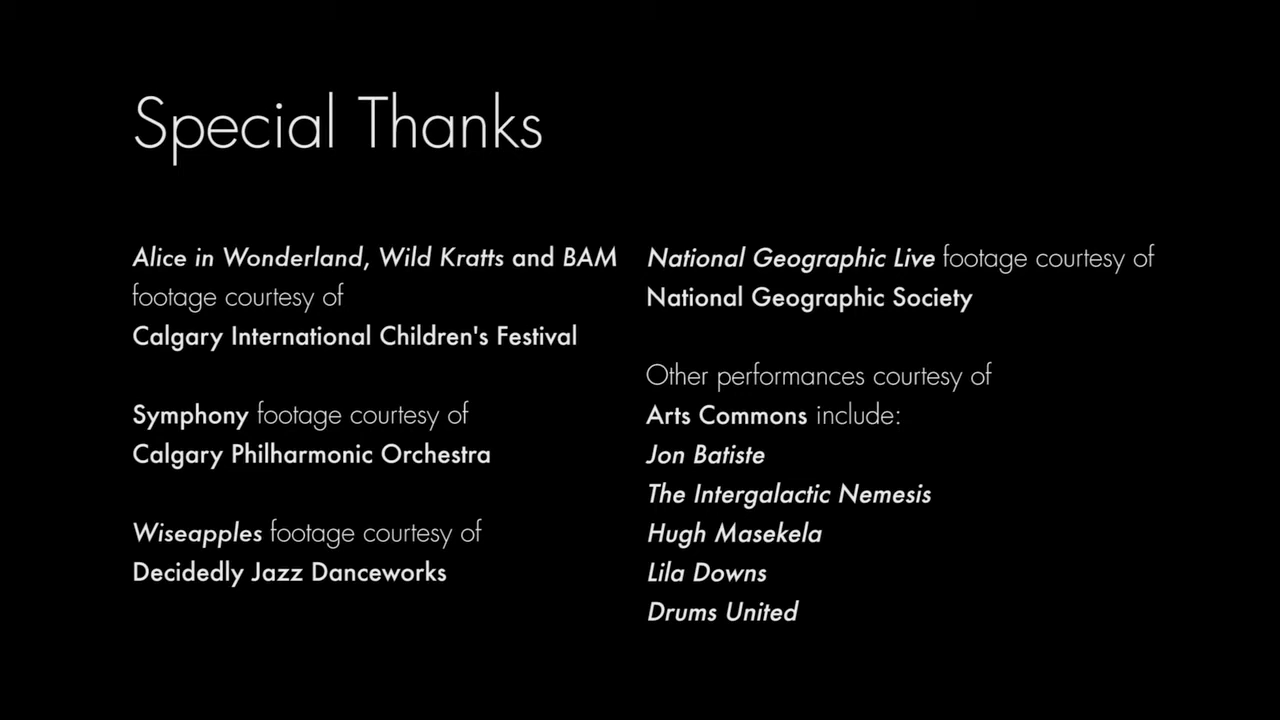 Special Thanks
Alice in Wonderland, Wild Kratts and BAM
footage courtesy of
Calgary International Children's Festival
Symphony footage courtesy of
Calgary Philharmonic Orchestra
Wiseapples footage courtesy of
Decidedly Jazz Danceworks
National Geographic Live footage courtesy of
National Geographic Society
Other performances courtesy of
Arts Commons include:
Jon Batiste
The Intergalactic Nemesis
Hugh Masekela
Lila Downs
Drums United